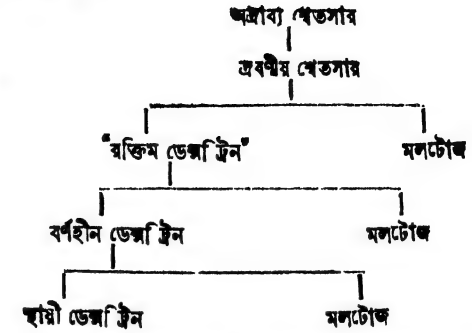 অদ্রাব্য শ্বেতসার
দ্রবণীয় শ্বেতসার
"রক্তিম ডেক্সট্রিন" মলটোজ
বর্ণহীন ডেক্সট্রিন মলটোজ
স্থায়ী ডেক্সট্রিন মলটোজ